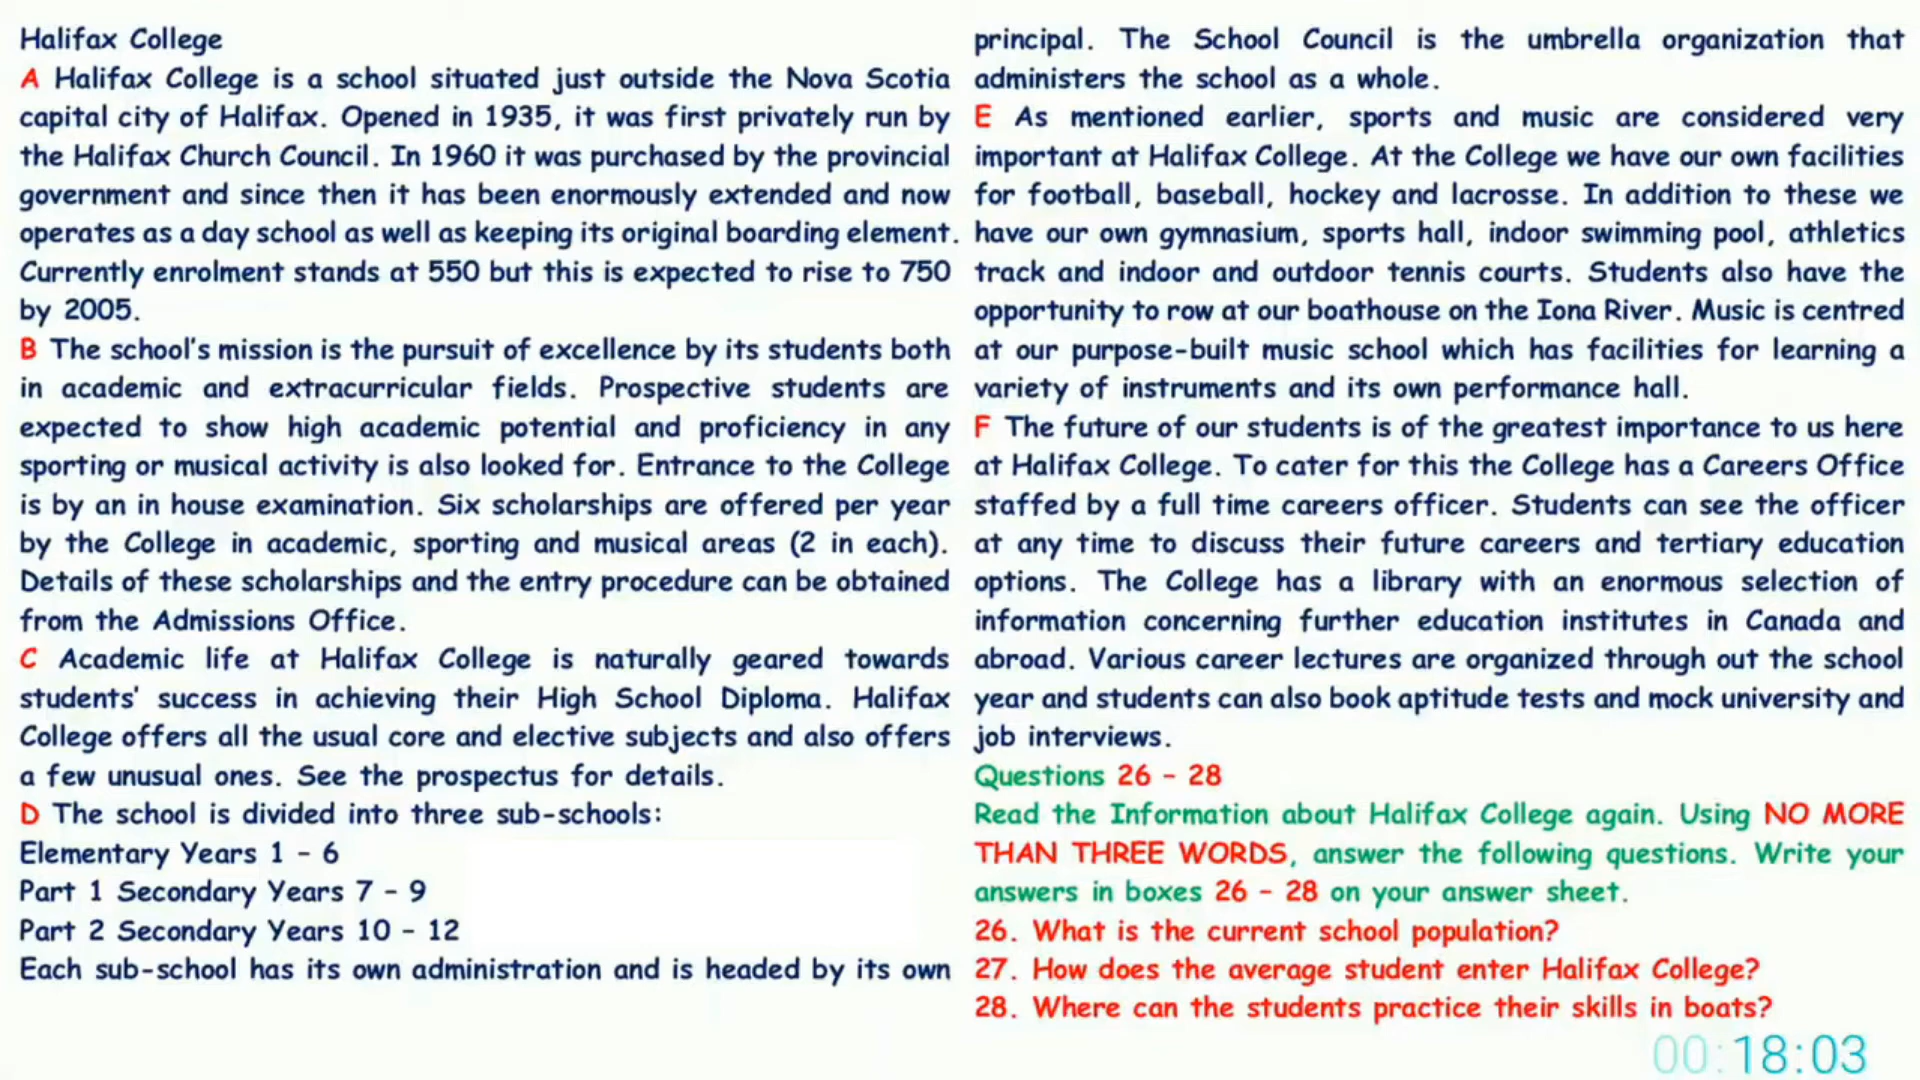 Halifax College
A Halifax College is a school situated just outside the Nova Scotia
capital city of Halifax. Opened in 1935, it was first privately run by
the Halifax Church Council. In 1960 it was purchased by the provincial
government and since then it has been enormously extended and now
operates as a day school as well as keeping its original boarding element.
Currently enrolment stands at 550 but this is expected to rise to 750
by 2005.
B The school's mission is the pursuit of excellence by its students both
in academic and extracurricular fields. Prospective students are
expected to show high academic potential and proficiency in any
sporting or musical activity is also looked for. Entrance to the College
is by an in house examination. Six scholarships are offered per year
by the College in academic, sporting and musical areas (2 in each).
Details of these scholarships and the entry procedure can be obtained
from the Admissions Office.
C Academic life at Halifax College is naturally geared towards
students' success in achieving their High School Diploma. Halifax
College offers all the usual core and elective subjects and also offers
a few unusual ones. See the prospectus for details.
D The school is divided into three sub-schools:
Elementary Years 1 - 6
Part 1 Secondary Years 7 - 9
Part 2 Secondary Years 10 - 12
Each sub-school has its own administration and is headed by its own
principal. The School Council is the umbrella organization that
administers the school as a whole.
E As mentioned earlier, sports and music are considered very
important at Halifax College. At the College we have our own facilities
for football, baseball, hockey and lacrosse. In addition to these we
have our own gymnasium, sports hall, indoor swimming pool, athletics
track and indoor and outdoor tennis courts. Students also have the
opportunity to row at our boathouse on the Iona River. Music is centred
at our purpose-built music school which has facilities for learning a
variety of instruments and its own performance hall.
F The future of our students is of the greatest importance to us here
at Halifax College. To cater for this the College has a Careers Office
staffed by a full time careers officer. Students can see the officer
at any time to discuss their future careers and tertiary education
options. The College has a library with an enormous selection of
information concerning further education institutes in Canada and
abroad. Various career lectures are organized through out the school
year and students can also book aptitude tests and mock university and
job interviews.
Questions 26 - 28
Read the Information about Halifax College again. Using NO MORE
THAN THREE WORDS, answer the following questions. Write your
answers in boxes 26 - 28 on your answer sheet.
26. What is the current school population?
27. How does the average student enter Halifax College?
28. Where can the students practice their skills in boats?
00:18:03